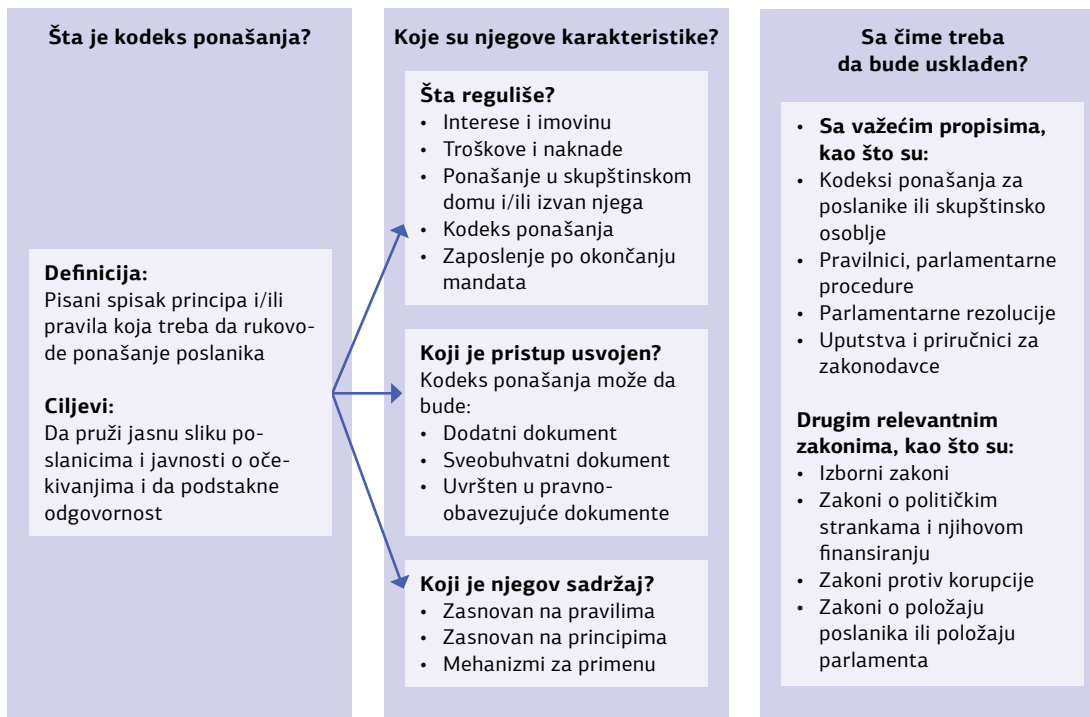 Šta je kodeks ponašanja?
Definicija:
Pisani spisak principa i/ili
pravila koja treba da rukovo-
de ponašanje poslanika
Ciljevi:
Da pruži jasnu sliku po-
slanicima i javnosti o oče-
kivanjima i da podstakne
odgovornost
Koje su njegove karakteristike?
Šta reguliše?
• Interese i imovinu
• Troškove i naknade
• Ponašanje u skupštinskom
domu i/ili izvan njega
• Kodeks ponašanja
• Zaposlenje po okončanju
mandata
Koji je pristup usvojen?
Kodeks ponašanja može da
bude:
• Dodatni dokument
• Sveobuhvatni dokument
• Uvršten u pravno-
obavezujuće dokumente
Koji je njegov sadržaj?
• Zasnovan na pravilima
• Zasnovan na principima
• Mehanizmi za primenu
Sa čime treba
da bude usklađen?
• Sa važećim propisima,
kao što su:
• Kodeksi ponašanja za
poslanike ili skupštinsko
osoblje
• Pravilnici, parlamentarne
procedure
• Parlamentarne rezolucije
• Uputstva i priručnici za
zakonodavce
Drugim relevantnim
zakonima, kao što su:
• Izborni zakoni
• Zakoni o političkim
strankama i njihovom
finansiranju
• Zakoni protiv korupcije
• Zakoni o položaju
poslanika ili položaju
parlamenta